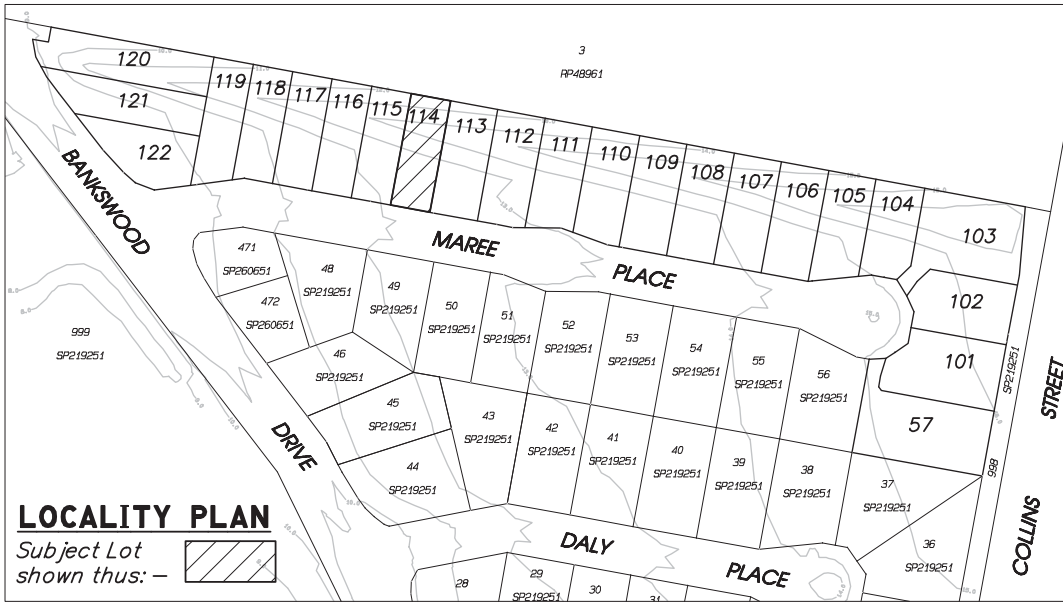 3
RP48961
120
119
118
117
116
115
114
113
112
111
110
109
108
107
106
105
104
103
121
122
102
101
57
BANKSWOOD
DRIVE
MAREE
PLACE
471
SP260651
472
SP260651
48
SP219251
49
SP219251
50
SP219251
51
SP219251
52
SP219251
53
SP219251
54
SP219251
55
SP219251
56
SP219251
999
SP219251
46
SP219251
45
SP219251
44
SP219251
43
SP219251
42
SP219251
41
SP219251
40
SP219251
39
SP219251
38
SP219251
37
SP219251
36
SP219251
998
SP219251
COLLINS
STREET
DALY
PLACE
28
29
SP219251
30
31
LOCALITY PLAN
Subject Lot
shown thus: –